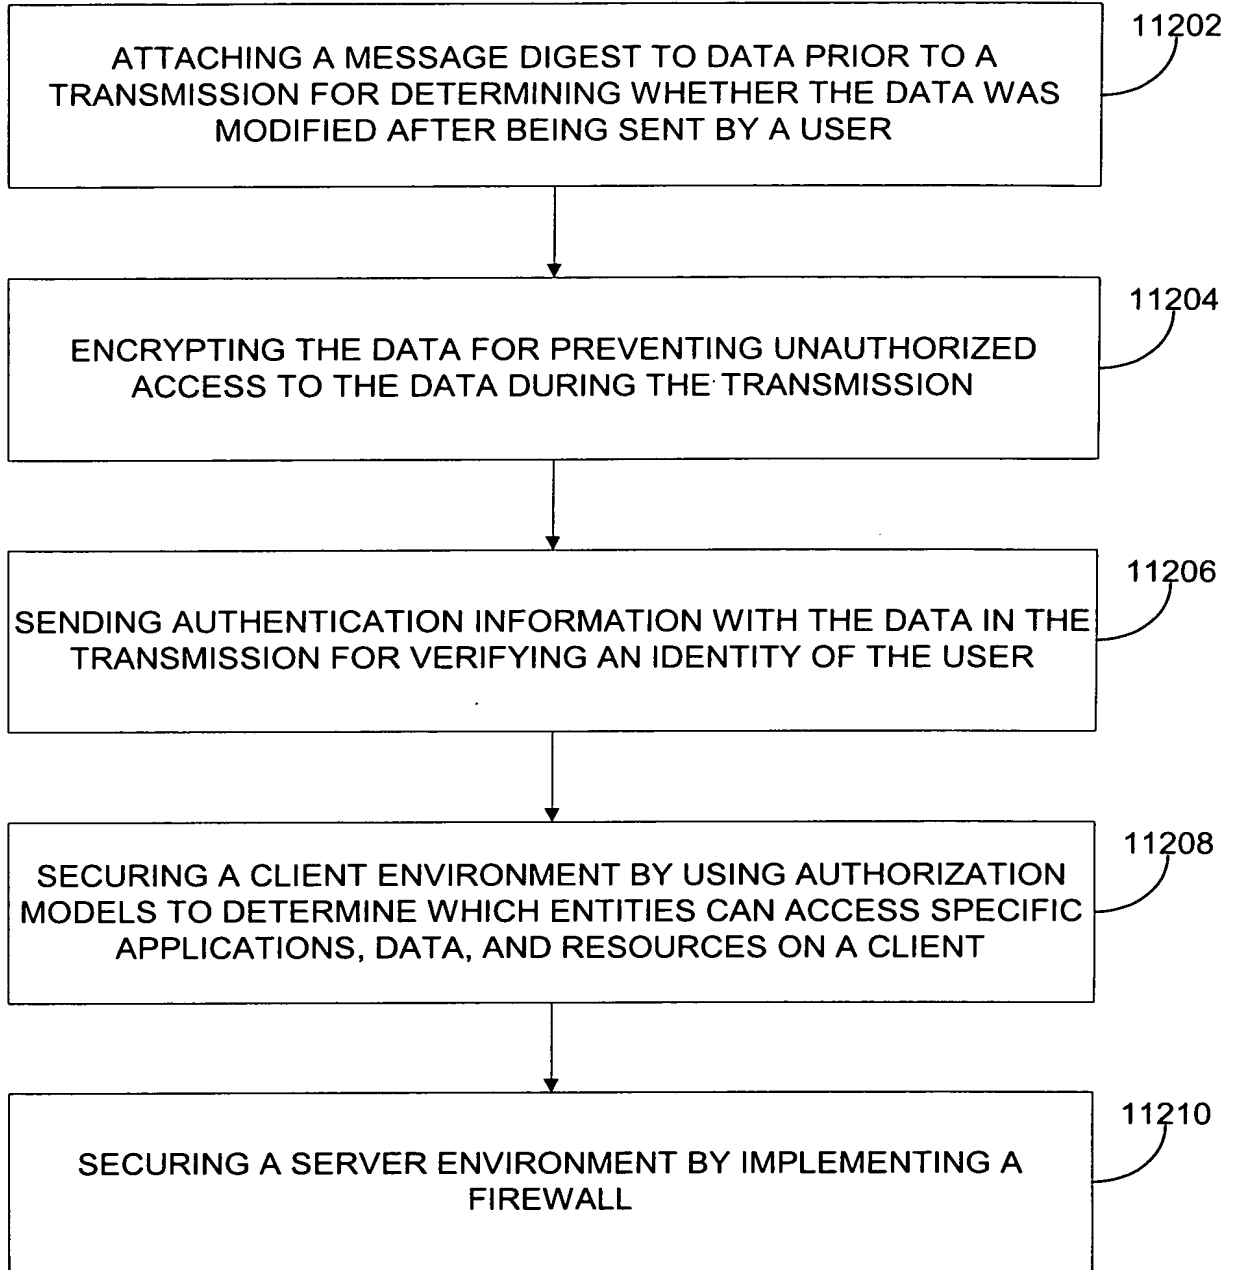 11202
ATTACHING A MESSAGE DIGEST TO DATA PRIOR TO A
TRANSMISSION FOR DETERMINING WHETHER THE DATA WAS
MODIFIED AFTER BEING SENT BY A USER
11204
ENCRYPTING THE DATA FOR PREVENTING UNAUTHORIZED
ACCESS TO THE DATA DURING THE TRANSMISSION
11206
SENDING AUTHENTICATION INFORMATION WITH THE DATA IN THE
TRANSMISSION FOR VERIFYING AN IDENTITY OF THE USER
11208
SECURING A CLIENT ENVIRONMENT BY USING AUTHORIZATION
MODELS TO DETERMINE WHICH ENTITIES CAN ACCESS SPECIFIC
APPLICATIONS, DATA, AND RESOURCES ON A CLIENT
11210
SECURING A SERVER ENVIRONMENT BY IMPLEMENTING A
FIREWALL